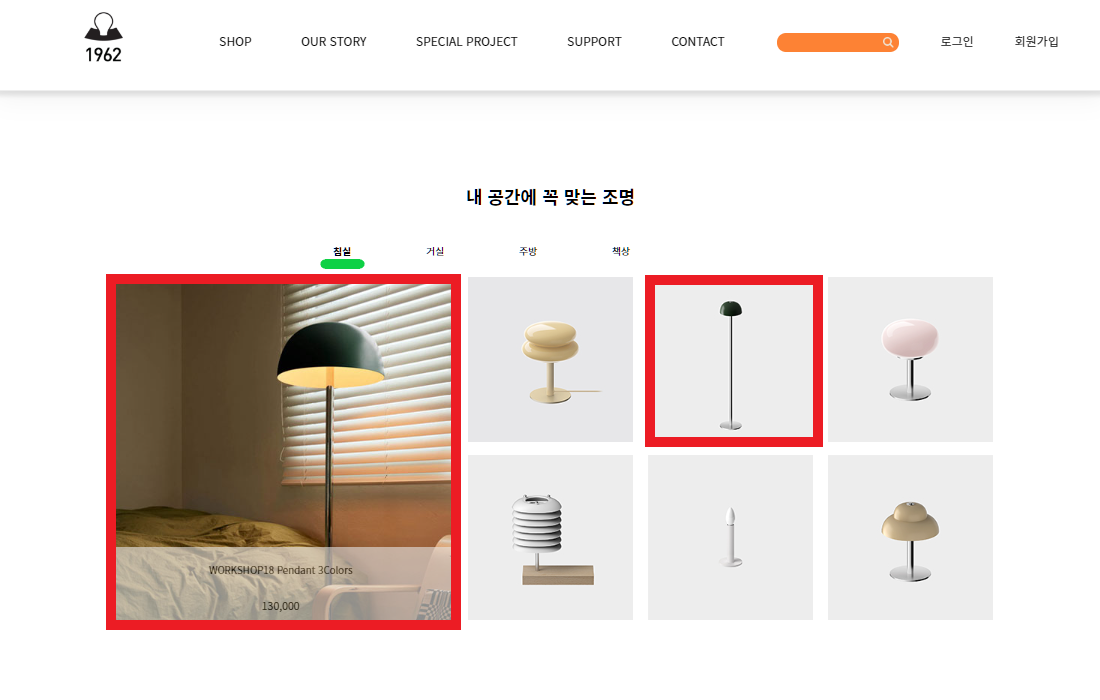 1962
SHOP OUR STORY SPECIAL PROJECT SUPPORT CONTACT 로그인 회원가입
내 공간에 꼭 맞는 조명
침실 거실 주방 책상
WORKSHOP18 Pendant 3Colors
130,000